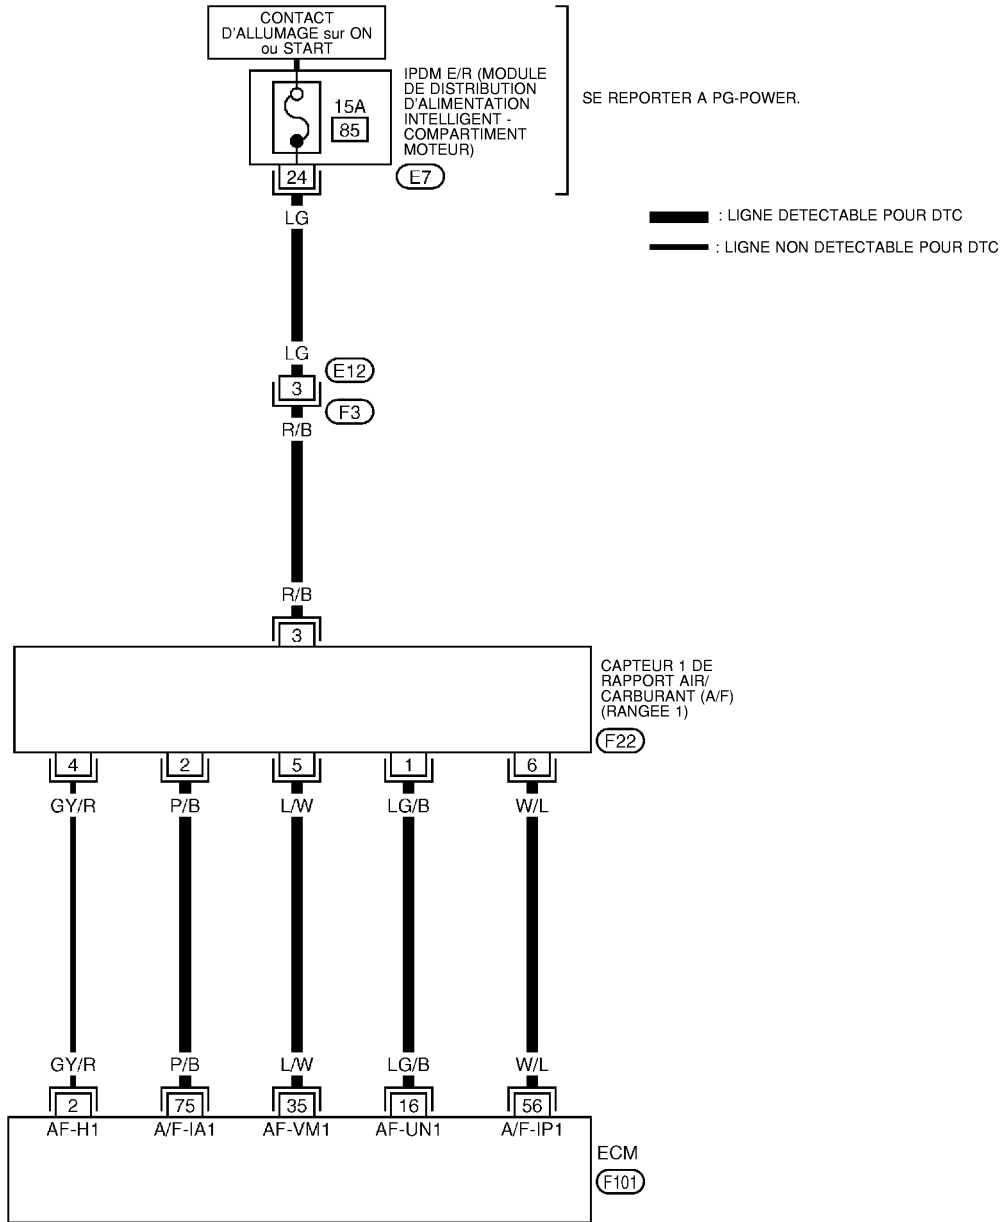 CONTACT
D'ALLUMAGE sur ON
ou START
IPDM E/R (MODULE
DE DISTRIBUTION
D'ALIMENTATION
INTELLIGENT -
COMPARTIMENT
MOTEUR)
15A
85
SE REPORTER A PG-POWER.
24
E7
LG
: LIGNE DETECTABLE POUR DTC
: LIGNE NON DETECTABLE POUR DTC
LG
E12
3
F3
R/B
R/B
3
CAPTEUR 1 DE
RAPPORT AIR/
CARBURANT (A/F)
(RANGEE 1)
F22
4 2 5 1 6
GY/R P/B L/W LG/B W/L
GY/R P/B L/W LG/B W/L
2 75 35 16 56
AF-H1 A/F-IA1 AF-VM1 AF-UN1 A/F-IP1
ECM
F101